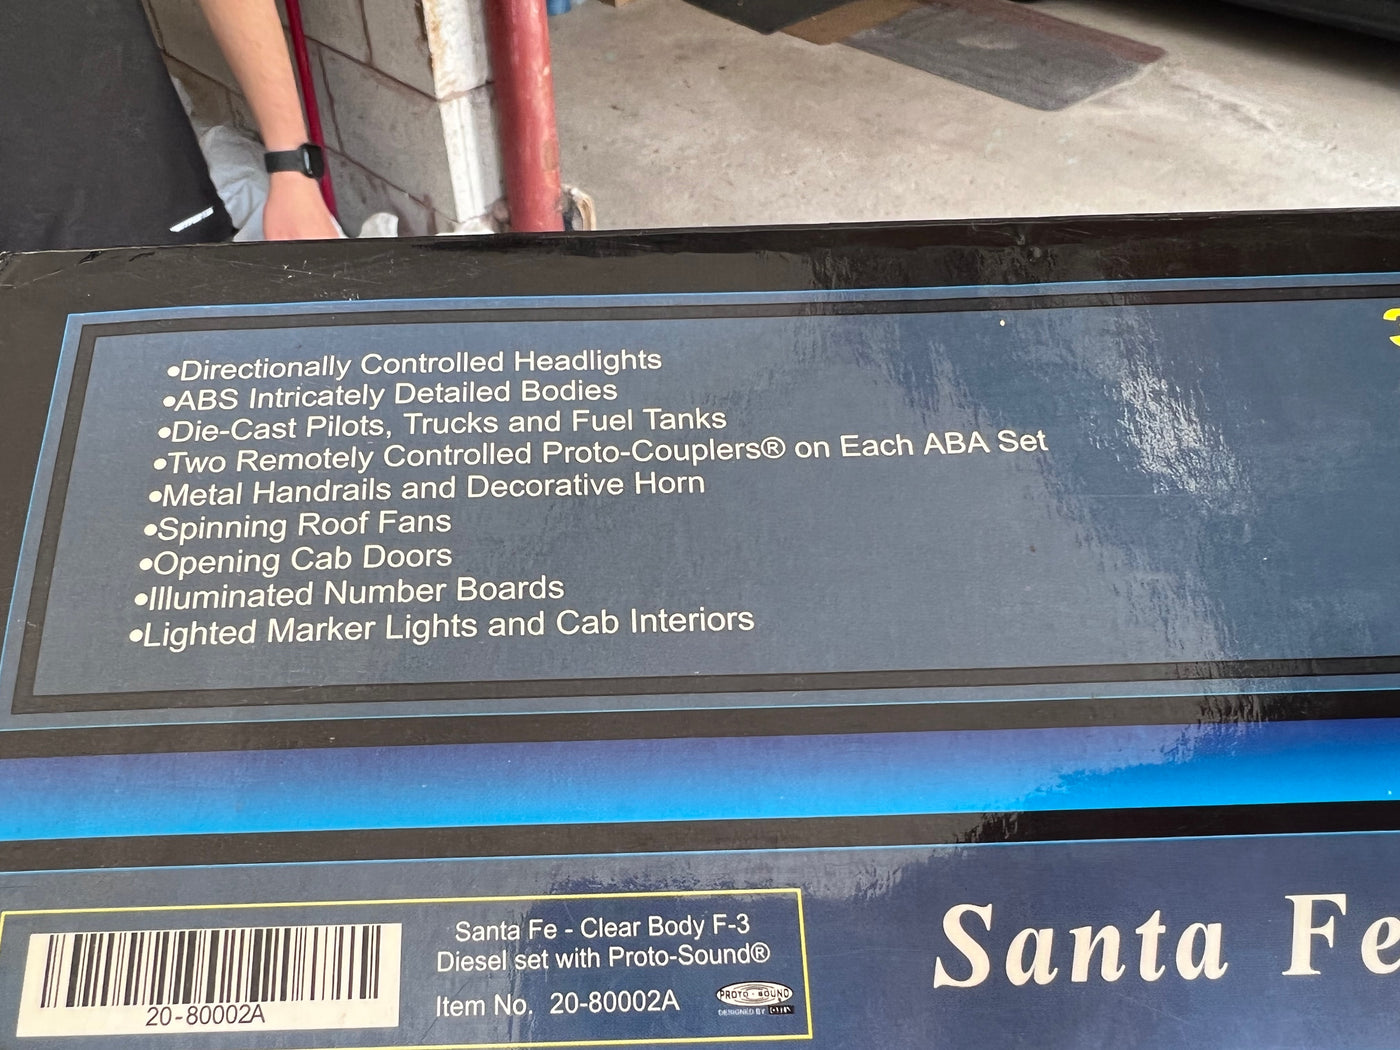 •Directionally Controlled Headlights
•ABS Intricately Detailed Bodies
•Die-Cast Pilots, Trucks and Fuel Tanks
•Two Remotely Controlled Proto-Couplers® on Each ABA Set
•Metal Handrails and Decorative Horn
•Spinning Roof Fans
•Opening Cab Doors
•Illuminated Number Boards
•Lighted Marker Lights and Cab Interiors
Santa Fe - Clear Body F-3
Diesel set with Proto-Sound®
Item No. 20-80002A
20-80002A
PROTO-SOUND
DESIGNED BY
Santa Fe